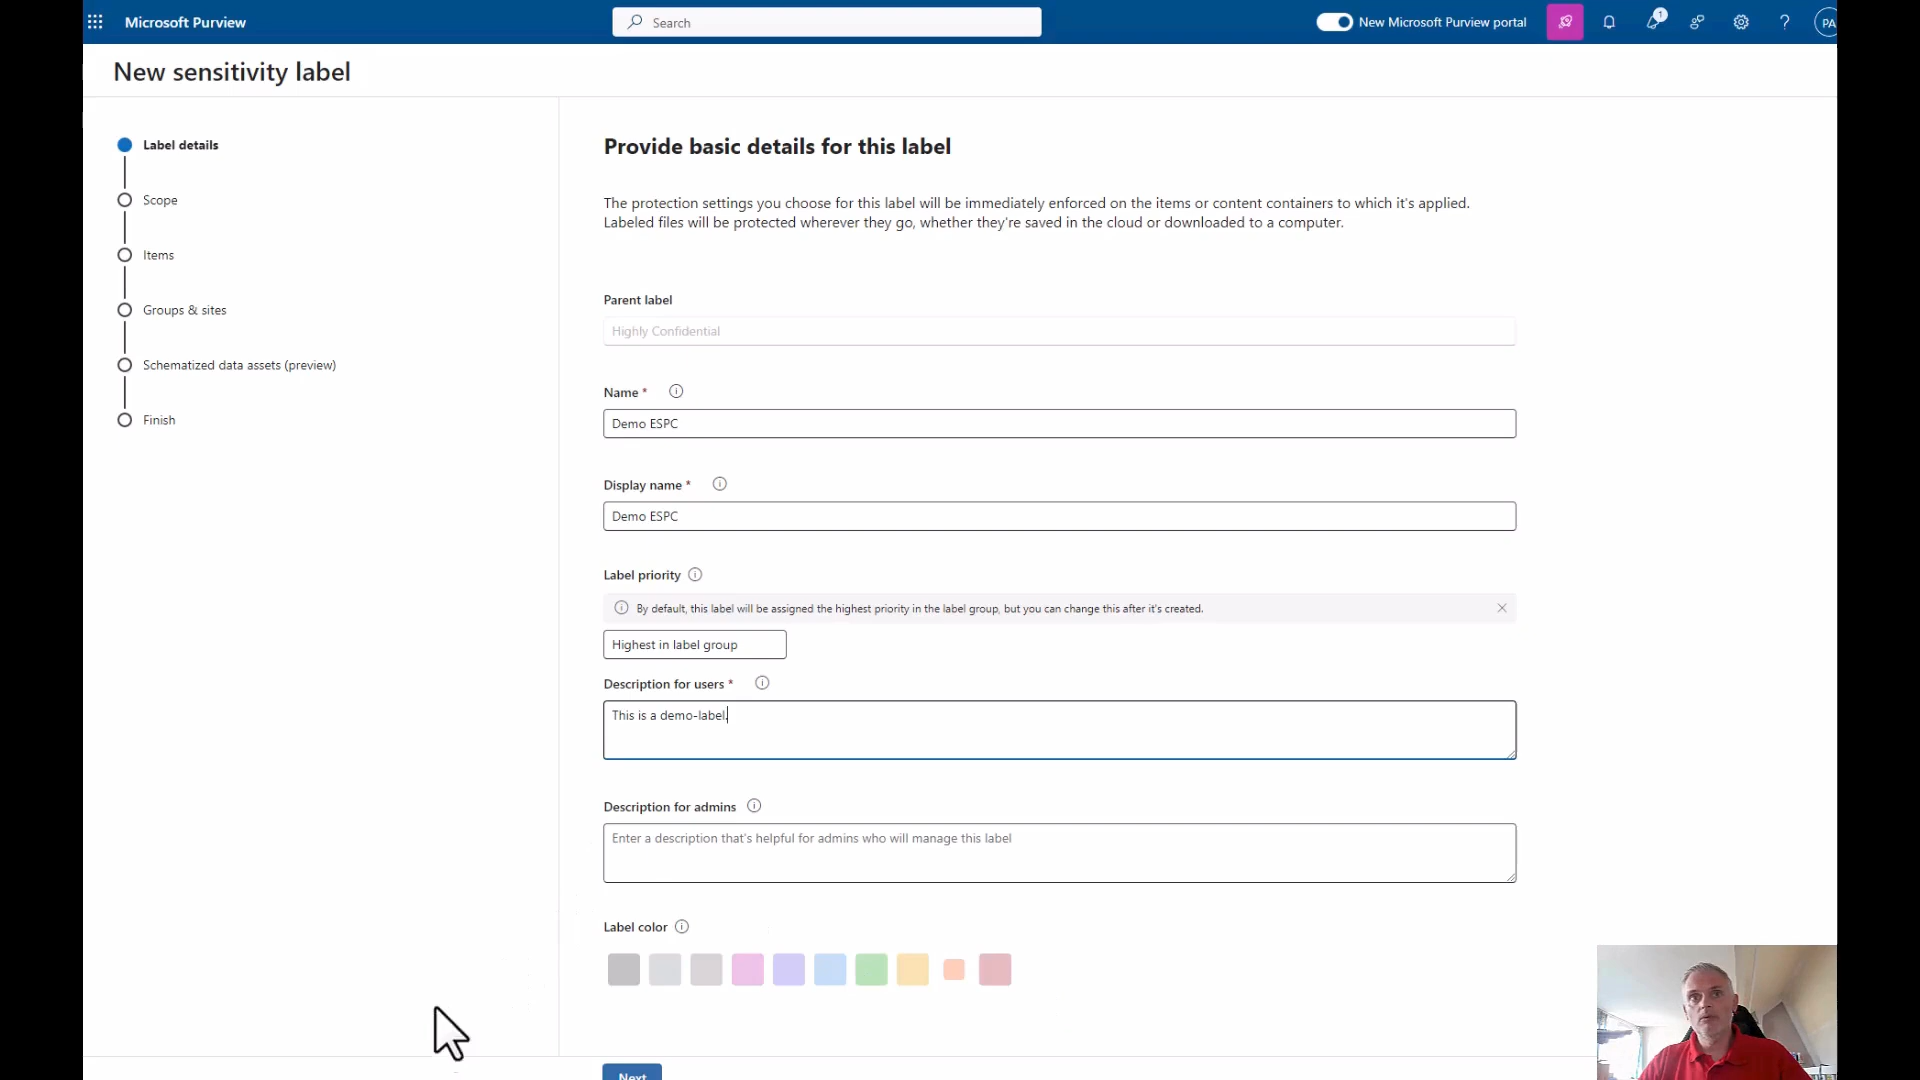 Microsoft Purview
Search
New Microsoft Purview portal
1
PA
New sensitivity label
Label details
Scope
Items
Groups & sites
Schematized data assets (preview)
Finish
Provide basic details for this label
The protection settings you choose for this label will be immediately enforced on the items or content containers to which it's applied.
Labeled files will be protected wherever they go, whether they're saved in the cloud or downloaded to a computer.
Parent label
Highly Confidential
Name *
Demo ESPC
Display name *
Demo ESPC
Label priority
By default, this label will be assigned the highest priority in the label group, but you can change this after it's created.
Highest in label group
Description for users *
This is a demo-label.
Description for admins
Enter a description that's helpful for admins who will manage this label
Label color
Next